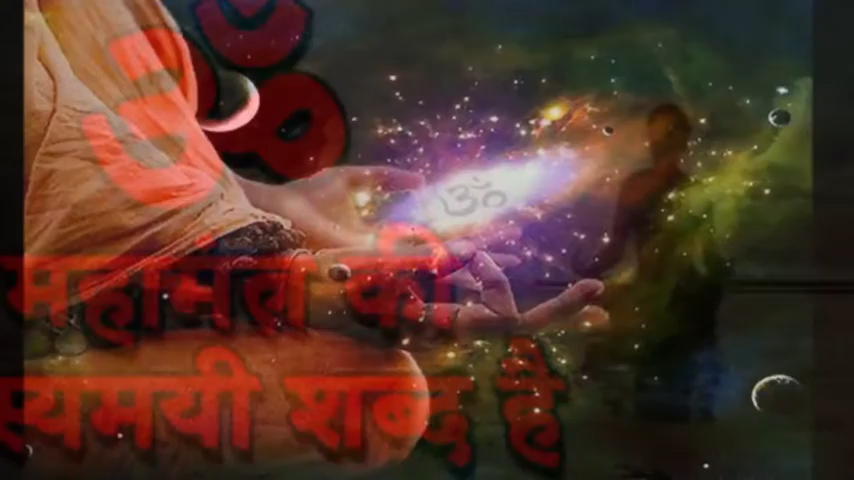 ॐ
ॐ
महामंत्र की
स्यमयी शब्द है